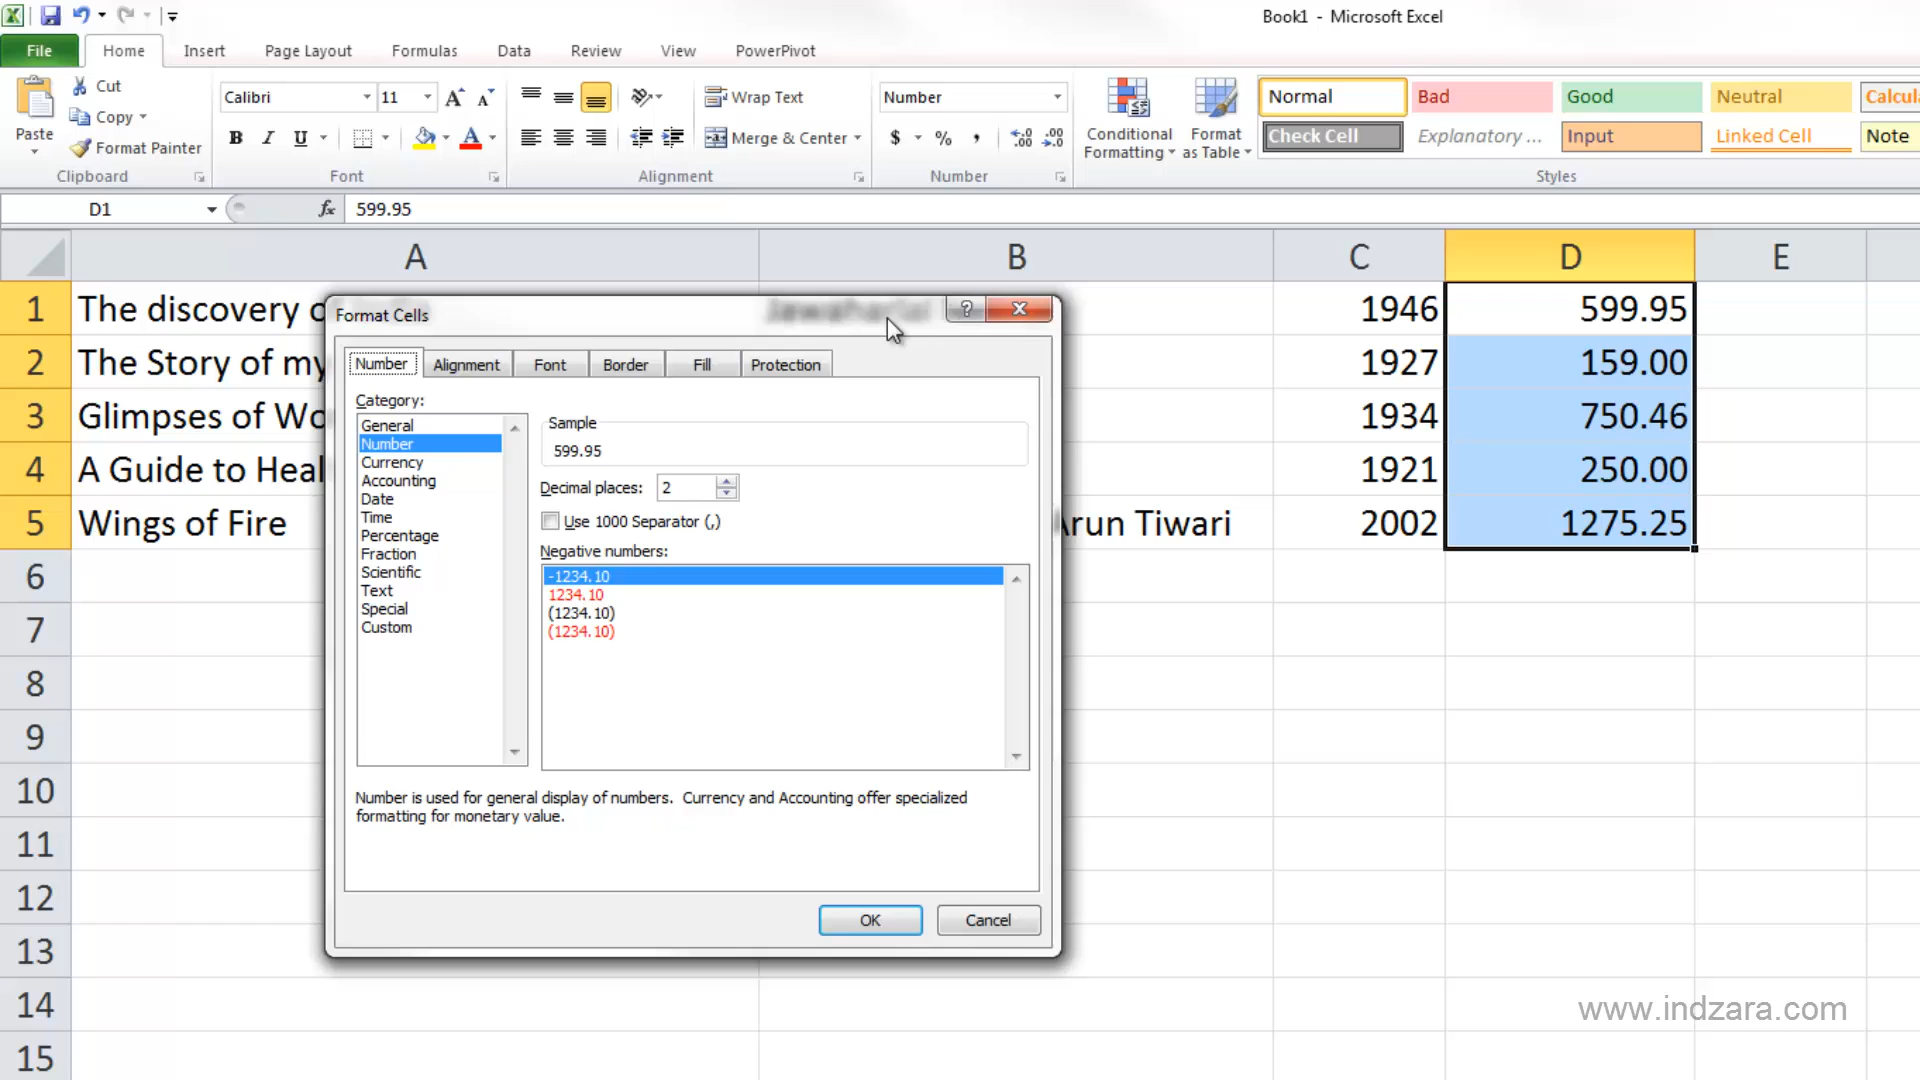 Book1 - Microsoft Excel
File Home Insert Page Layout Formulas Data Review View PowerPivot
Paste
Cut
Copy
Format Painter
Clipboard
Calibri 11
B I U
Font
Wrap Text
Merge & Center
Alignment
Number
$ % ,
Number
Conditional Formatting
Format as Table
Normal Bad Good Neutral
Check Cell Explanatory ... Input Linked Cell Note
Styles
D1 fx 599.95
A B C D E
1 The discovery 1946 599.95
2 The Story of my 1927 159.00
3 Glimpses of 1934 750.46
4 A Guide to 1921 250.00
5 Wings of Fire Arun Tiwari 2002 1275.25
6
7
8
9
10
11
12
13
14
15
Format Cells
Number Alignment Font Border Fill Protection
Category:
General
Number
Currency
Accounting
Date
Time
Percentage
Fraction
Scientific
Text
Special
Custom
Sample
599.95
Decimal places: 2
Use 1000 Separator (,)
Negative numbers:
-1234.10
1234.10
(1234.10)
(1234.10)
Number is used for general display of numbers. Currency and Accounting offer specialized
formatting for monetary value.
OK Cancel
www.indzara.com